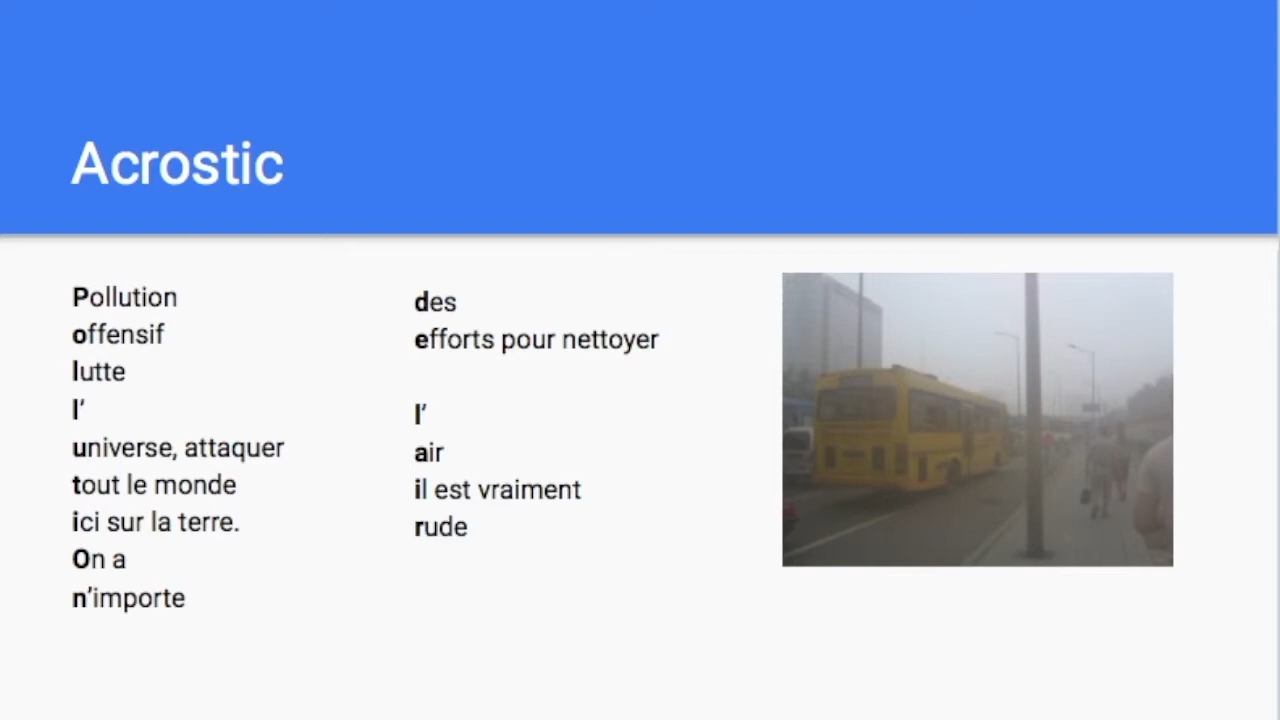 Acrostic
Pollution
offensif
lutte
l'
universe, attaquer
tout le monde
ici sur la terre.
On a
n'importe
des
efforts pour nettoyer
l'
air
il est vraiment
rude